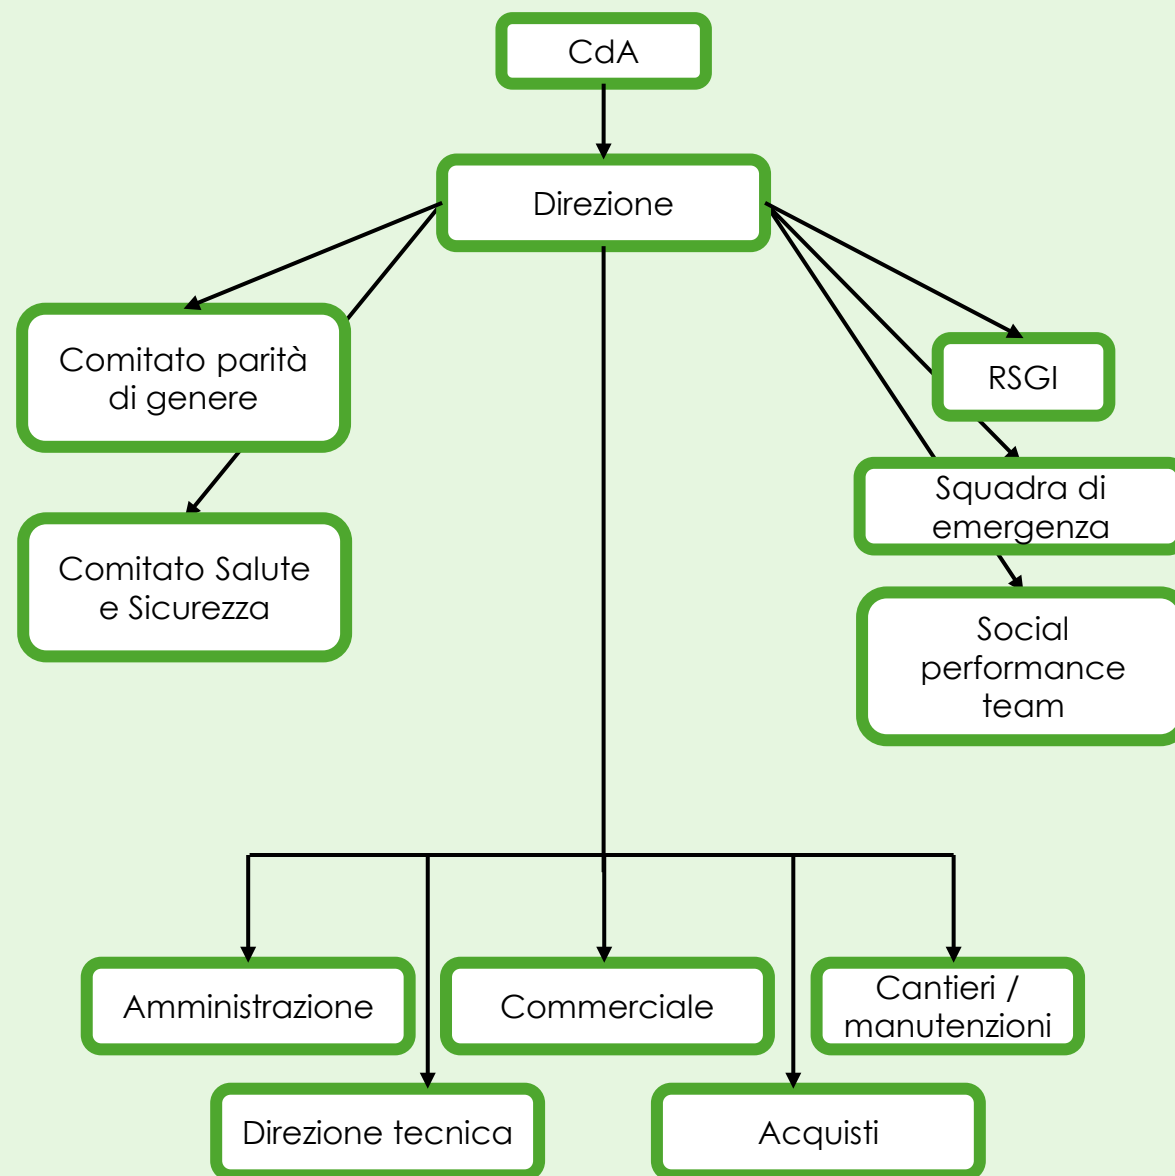 CdA
Direzione
Comitato parità
di genere
RSGI
Squadra di
emergenza
Comitato Salute
e Sicurezza
Social
performance
team
Amministrazione
Commerciale
Cantieri /
manutenzioni
Direzione tecnica
Acquisti